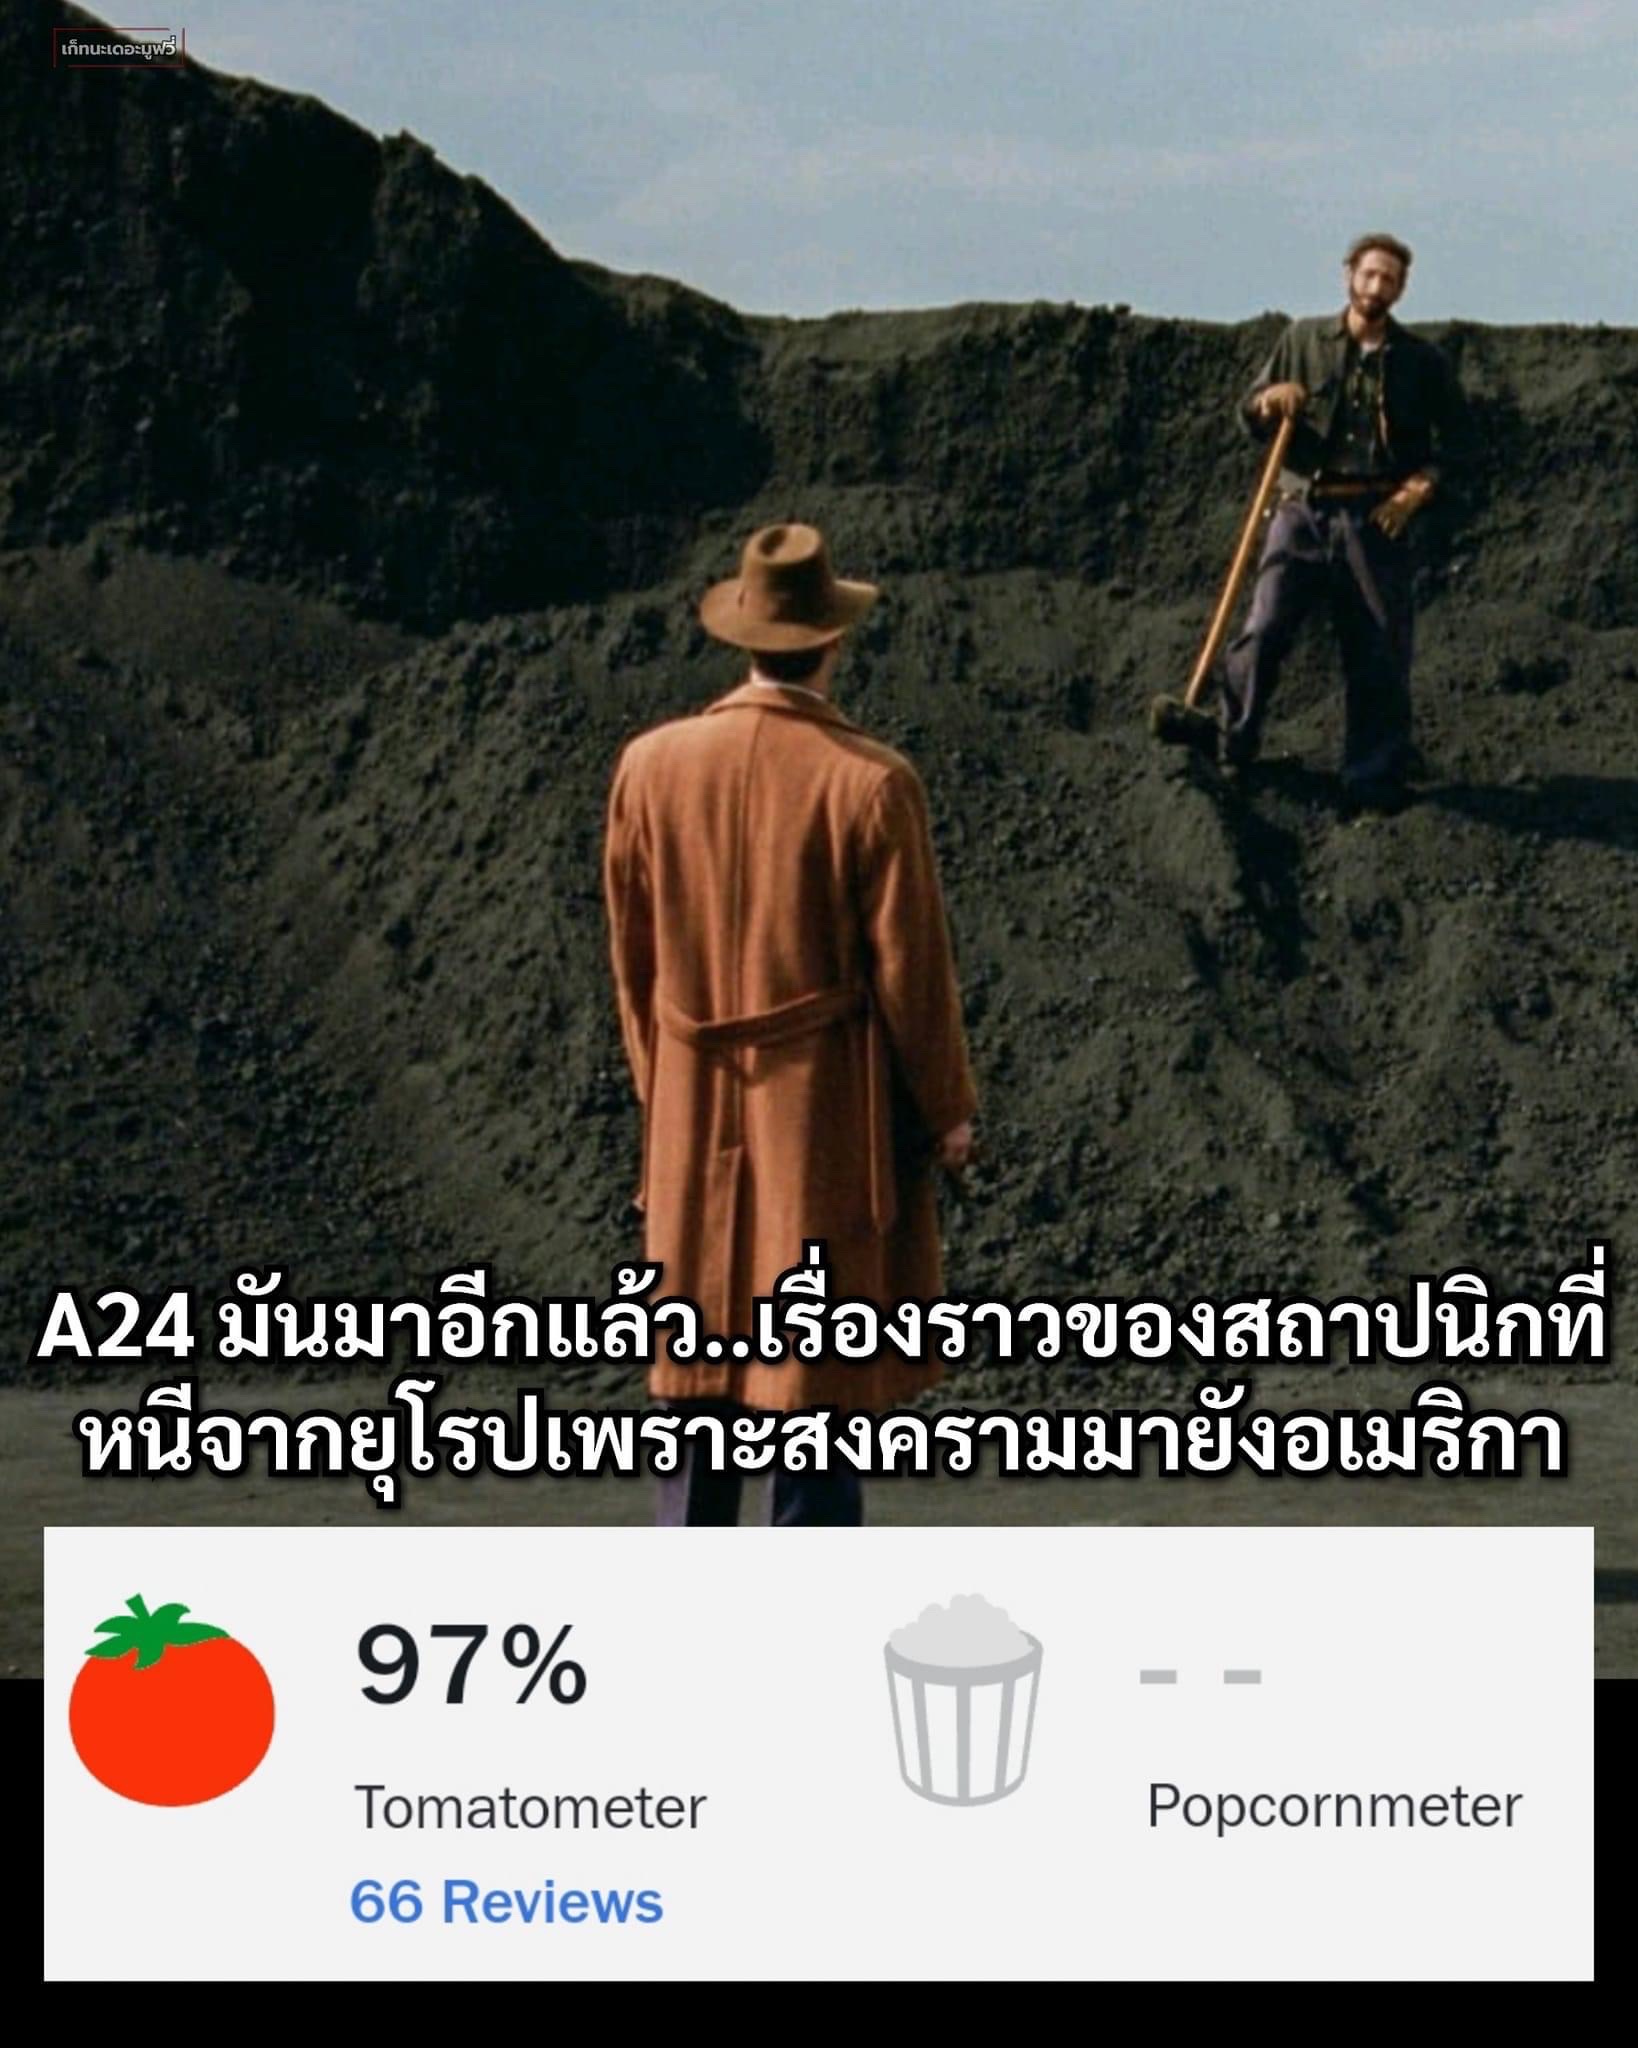 เก็ทนะเดอะมูฟวี่
A24 มันมาอีกแล้ว..เรื่องราวของสถาปนิกที่
หนีจากยุโรปเพราะสงครามมายังอเมริกา
97%
Tomatometer
66 Reviews
- -
Popcornmeter